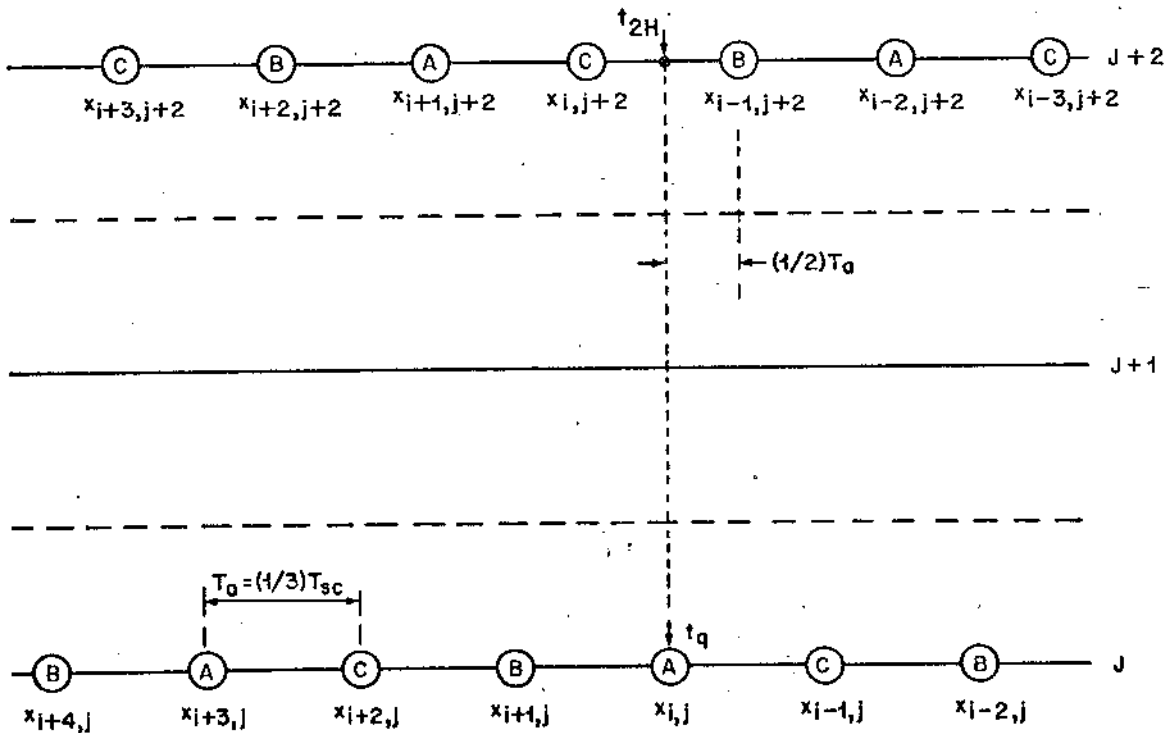 t2H
C B A C B A C J+2
xi+3,j+2 xi+2,j+2 xi+1,j+2 xi,j+2 xi-1,j+2 xi-2,j+2 xi-3,j+2
(1/2)Ta
J+1
Ta=(1/3)Tsc
tq
B A C B A C B J
xi+4,j xi+3,j xi+2,j xi+1,j xi,j xi-1,j xi-2,j